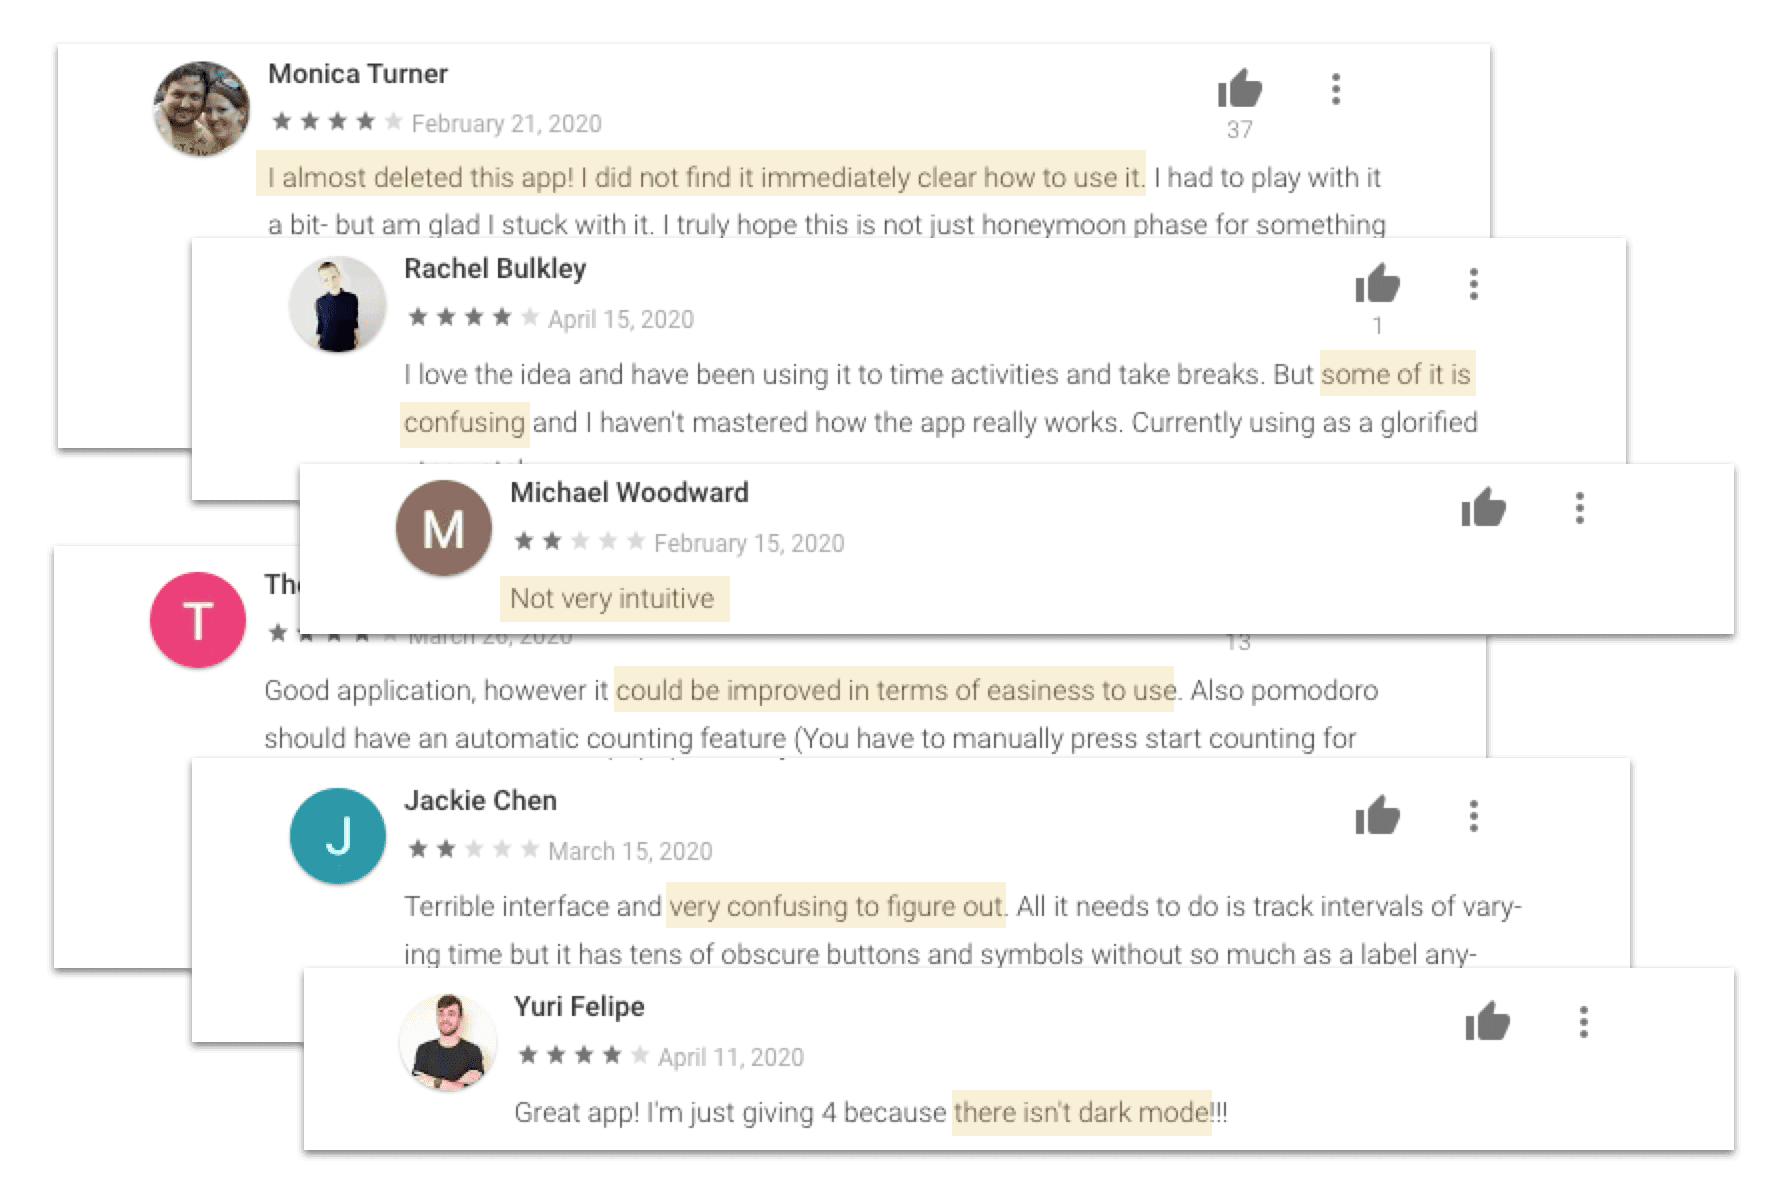 Monica Turner
February 21, 2020
37
I almost deleted this app! I did not find it immediately clear how to use it. I had to play with it
a bit- but am glad I stuck with it. I truly hope this is not just honeymoon phase for something
Rachel Bulkley
April 15, 2020
1
I love the idea and have been using it to time activities and take breaks. But some of it is
confusing and I haven't mastered how the app really works. Currently using as a glorified
M
Michael Woodward
February 15, 2020
Not very intuitive
T
March 26, 2020
13
Good application, however it could be improved in terms of easiness to use. Also pomodoro
should have an automatic counting feature (You have to manually press start counting for
J
Jackie Chen
March 15, 2020
Terrible interface and very confusing to figure out. All it needs to do is track intervals of vary-
ing time but it has tens of obscure buttons and symbols without so much as a label any-
Yuri Felipe
April 11, 2020
Great app! I'm just giving 4 because there isn't dark mode!!!